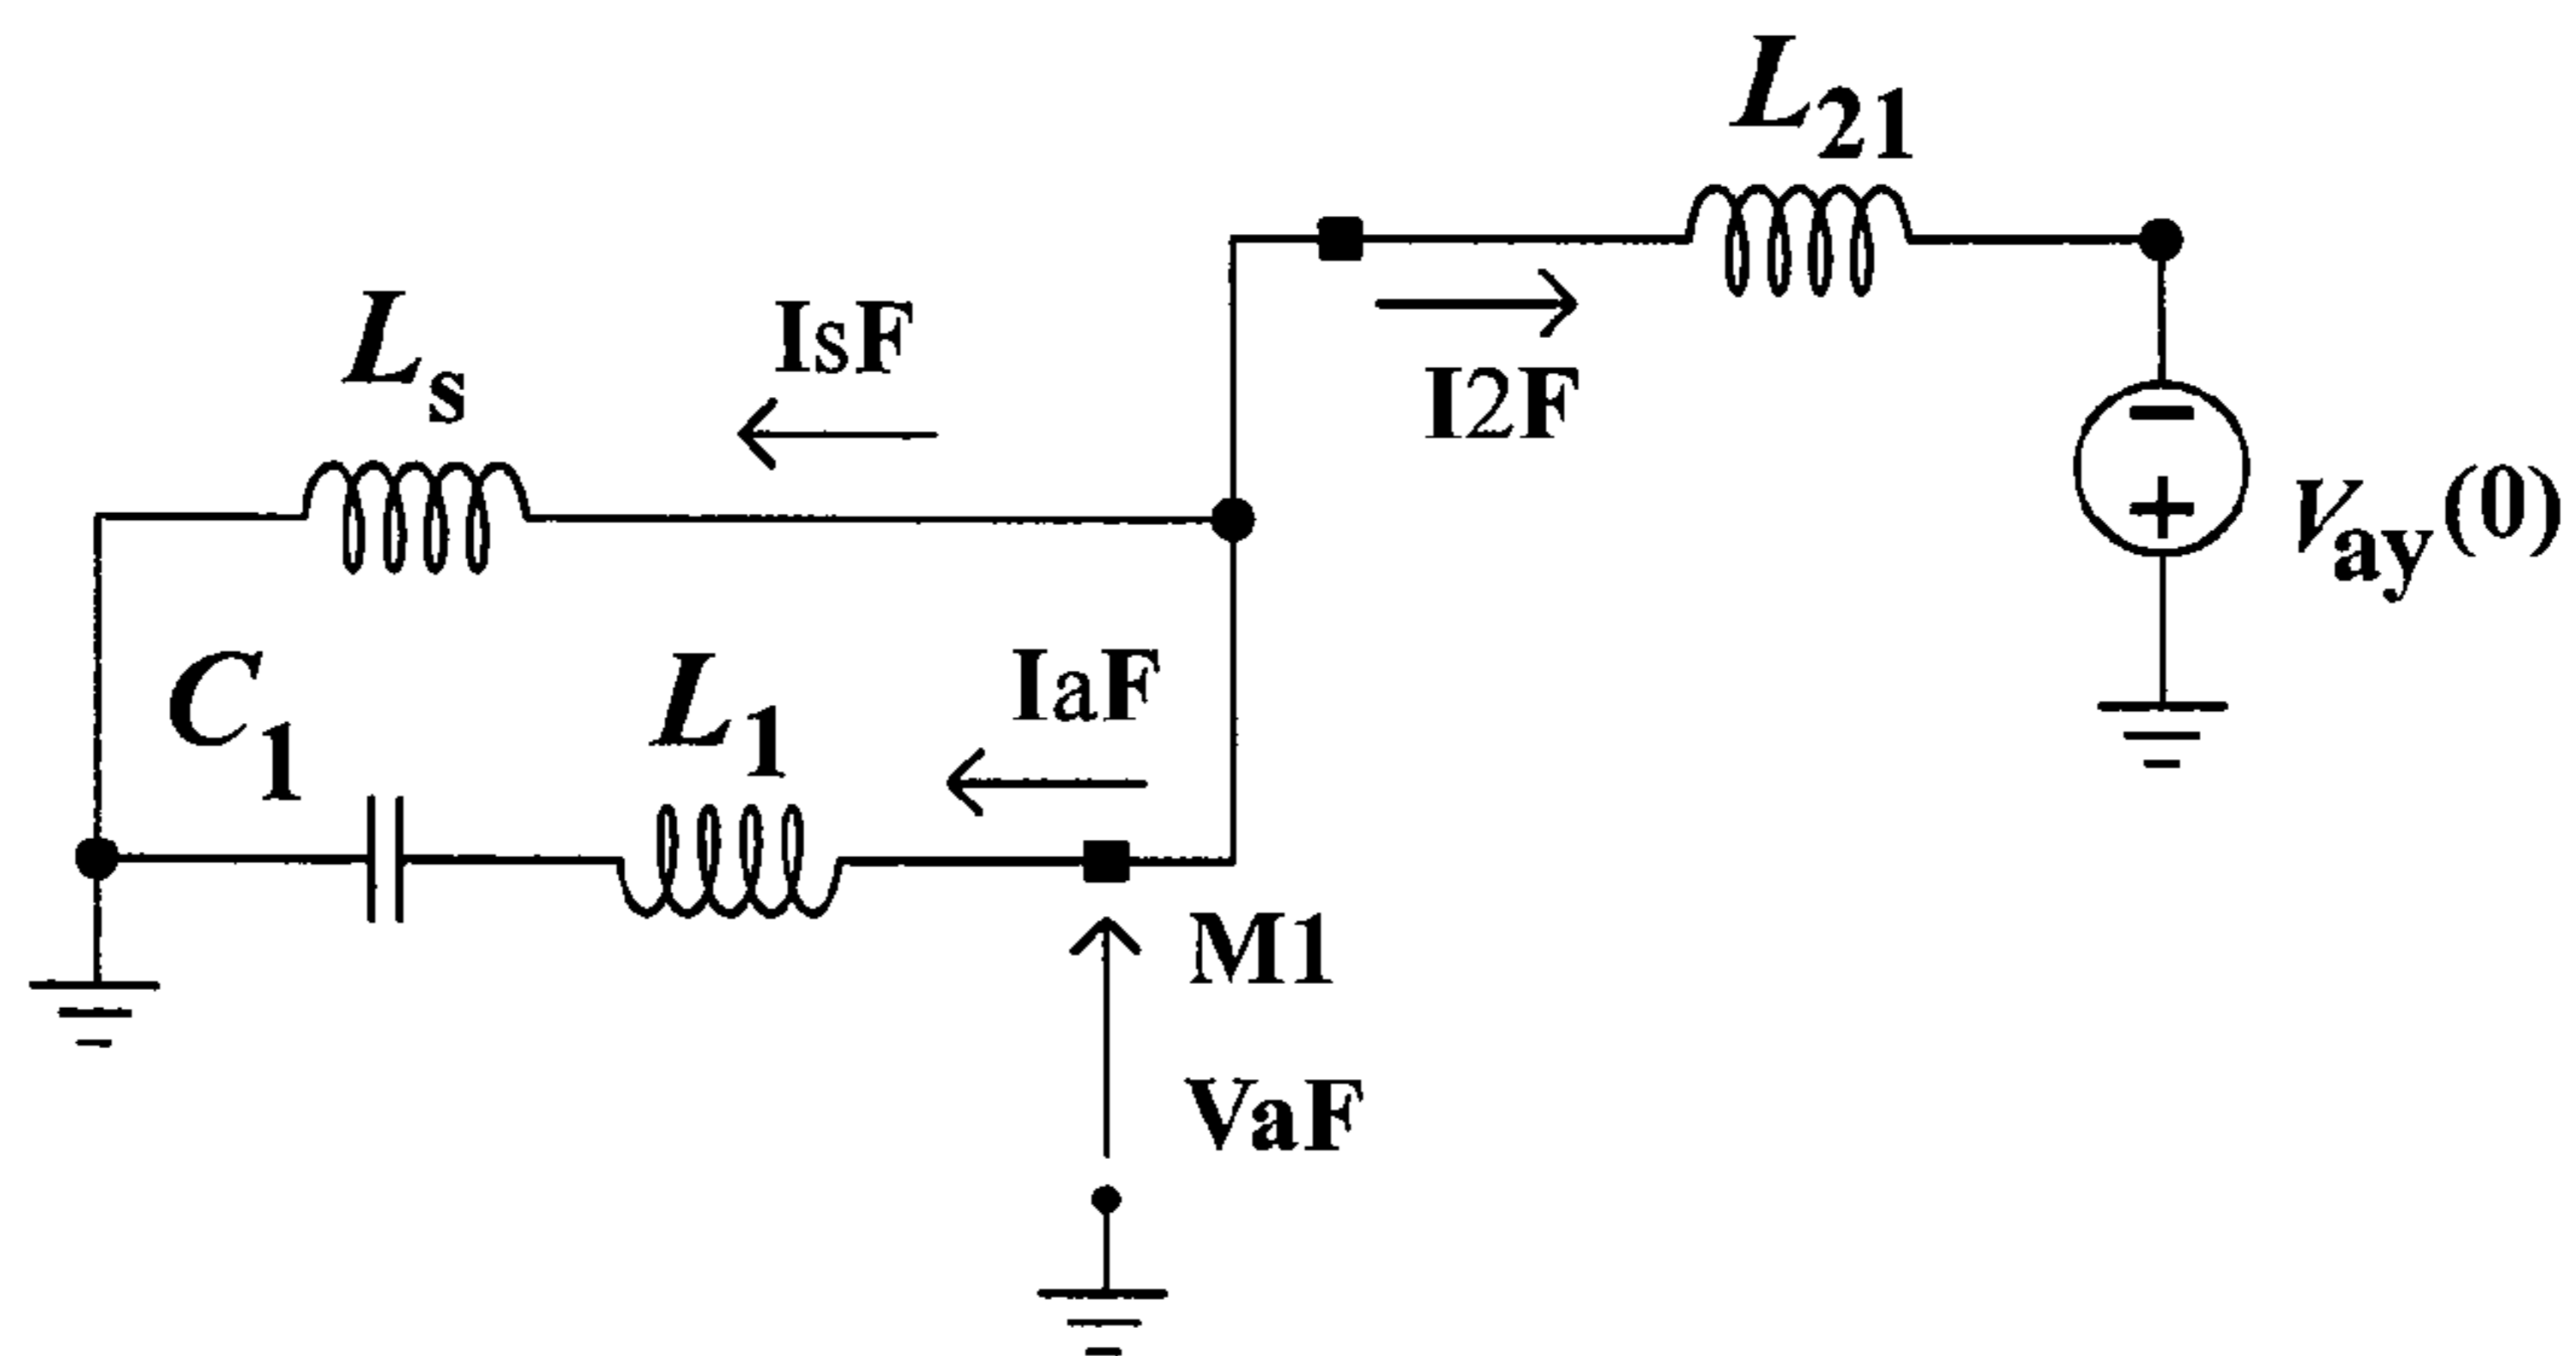 L21
Ls
IsF
I2F
Vay(0)
C1
L1
IaF
M1
VaF